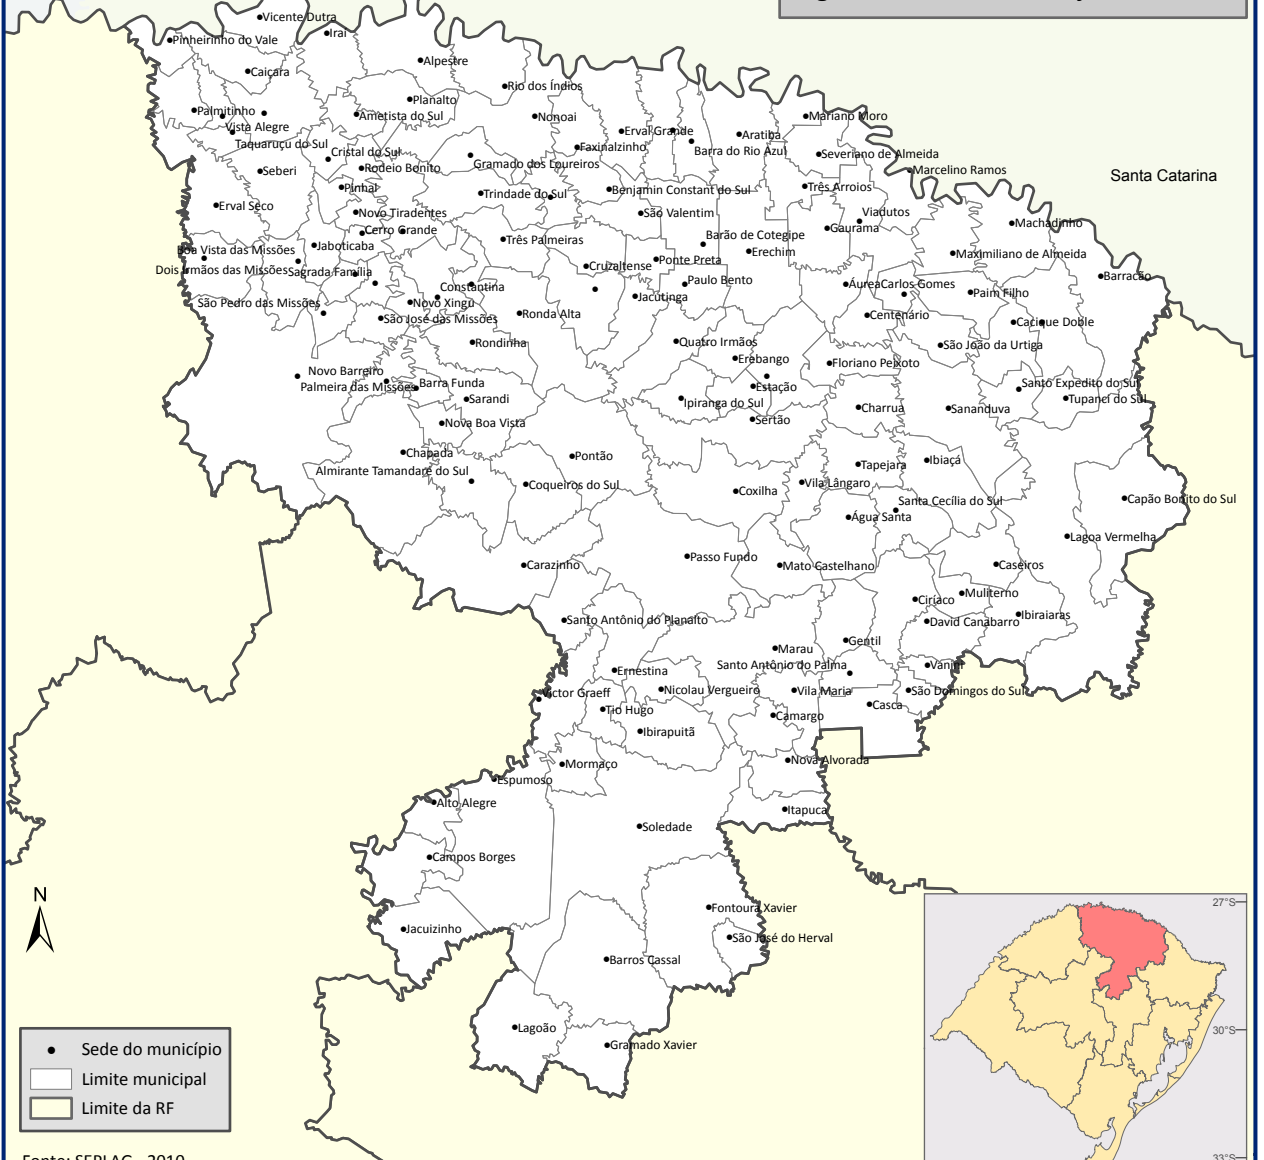 Vicente Dutra
Irai
Pinheirinho do Vale
Alpestre
Caiçara
Rio dos Índios
Planalto
Palmitinho
Ametista do Sul
Nonoai
Mariano Moro
Vista Alegre
Erval Grande
Aratiba
Taquaruçu do Sul
Faxinalzinho
Barra do Rio Azul
Cristal do Sul
Severiano de Almeida
Gramado dos Loureiros
Rodeio Bonito
Seberi
Marcelino Ramos
Santa Catarina
Pinhal
Três Arroios
Trindade do Sul
Benjamin Constant do Sul
Erval Seco
Novo Tiradentes
São Valentim
Viadutos
Machadinho
Cerro Grande
Gaurama
Barão de Cotegipe
Três Palmeiras
Jaboticaba
Boa Vista das Missões
Erechim
Maximiliano de Almeida
Ponte Preta
Cruzaltense
Dois Irmãos das Missões
Sagrada Família
Barracão
Paulo Bento
Áurea
Carlos Gomes
Constantina
Paim Filho
Jacutinga
São Pedro das Missões
Novo Xingu
Ronda Alta
Centenário
São José das Missões
Cacique Doble
Rondinha
Quatro Irmãos
São João da Urtiga
Erebango
Floriano Peixoto
Novo Barreiro
Palmeira das Missões
Barra Funda
Estação
Santo Expedito do Sul
Sarandi
Ipiranga do Sul
Tupanci do Sul
Charrua
Sananduva
Nova Boa Vista
Sertão
Chapada
Pontão
Ibiaçá
Tapejara
Almirante Tamandaré do Sul
Coqueiros do Sul
Coxilha
Vila Lângaro
Capão Bonito do Sul
Santa Cecília do Sul
Água Santa
Lagoa Vermelha
Passo Fundo
Carazinho
Mato Castelhano
Caseiros
Muliterno
Ciríaco
Ibiraiaras
David Canabarro
Santo Antônio do Planalto
Gentil
Marau
Santo Antônio do Palma
Vanini
Ernestina
Nicolau Vergueiro
Vila Maria
São Domingos do Sul
Victor Graeff
Casca
Tio Hugo
Camargo
Ibirapuitã
Nova Alvorada
Mormaço
Espumoso
Alto Alegre
Itapuca
Soledade
Campos Borges
Fontoura Xavier
Jacuizinho
São José do Herval
Barros Cassal
Lagoão
Gramado Xavier
N
Sede do município
Limite municipal
Limite da RF
27°S
30°S
33°S
Fonte: SEPLAG - 2010